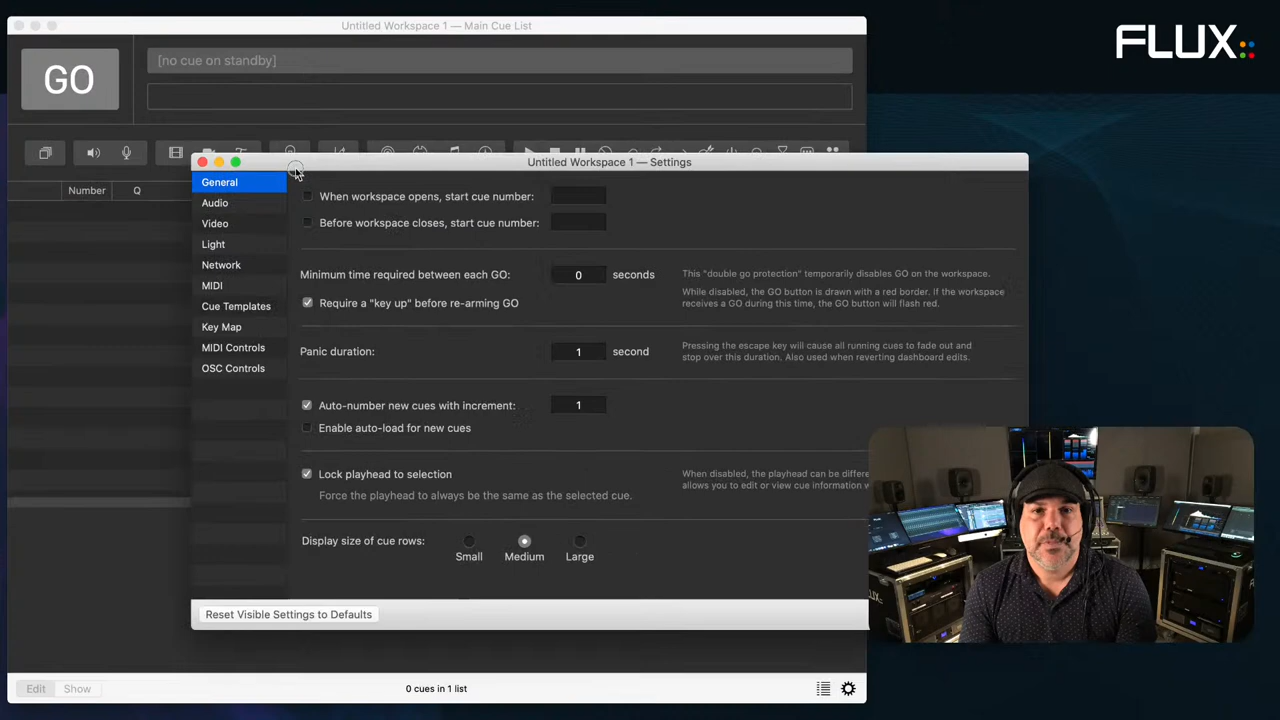 Untitled Workspace 1 — Main Cue List
FLUX::
GO
[no cue on standby]
Number
Q
Untitled Workspace 1 — Settings
General
Audio
Video
Light
Network
MIDI
Cue Templates
Key Map
MIDI Controls
OSC Controls
When workspace opens, start cue number:
Before workspace closes, start cue number:
Minimum time required between each GO: 0 seconds
This "double go protection" temporarily disables GO on the workspace.
While disabled, the GO button is drawn with a red border. If the workspace
receives a GO during this time, the GO button will flash red.
Require a "key up" before re-arming GO
Panic duration: 1 second
Pressing the escape key will cause all running cues to fade out and
stop over this duration. Also used when reverting dashboard edits.
Auto-number new cues with increment: 1
Enable auto-load for new cues
Lock playhead to selection
Force the playhead to always be the same as the selected cue.
When disabled, the playhead can be differe
allows you to edit or view cue information w
Display size of cue rows:
Small
Medium
Large
Reset Visible Settings to Defaults
Edit
Show
0 cues in 1 list
FLUX::